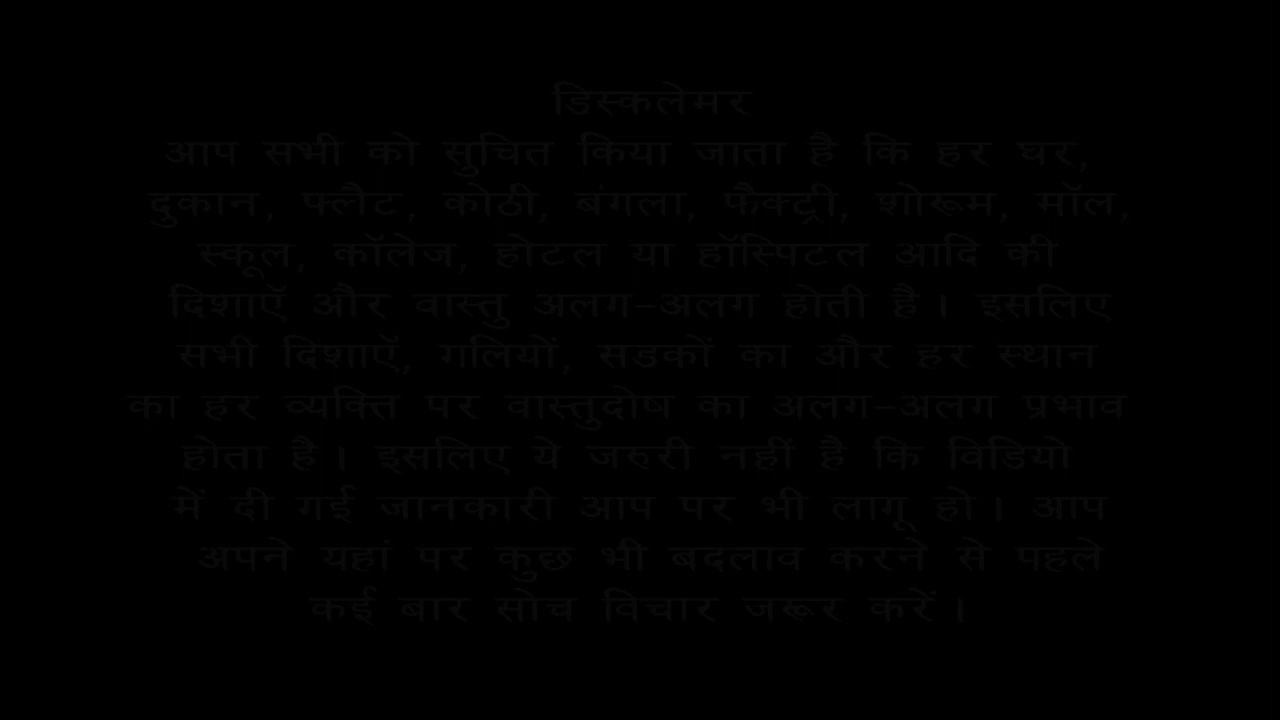 डिस्कलेमर
आप सभी को सुचित किया जाता है कि हर घर,
दुकान, फ्लैट, कोठी, बंगला, फैक्ट्री, शोरूम, मॉल,
स्कूल, कॉलेज, होटल या हॉस्पिटल आदि की
दिशाऍ और वास्तु अलग-अलग होती है। इसलिए
सभी दिशाऍ, गलियों, सडकों का और हर स्थान
का हर व्यक्ति पर वास्तुदोष का अलग-अलग प्रभाव
होता है। इसलिए ये जरुरी नहीं है कि विडियो
में दी गई जानकारी आप पर भी लागू हो। आप
अपने यहां पर कुछ भी बदलाव करने से पहले
कई बार सोच विचार जरूर करें।